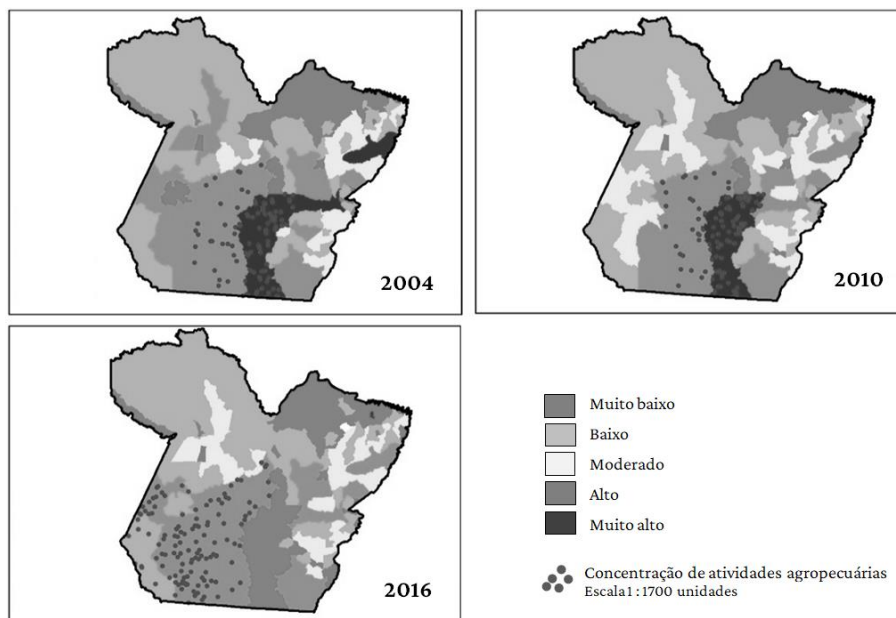 2004
2010
2016
Muito baixo
Baixo
Moderado
Alto
Muito alto
Concentração de atividades agropecuárias
Escala 1 : 1700 unidades